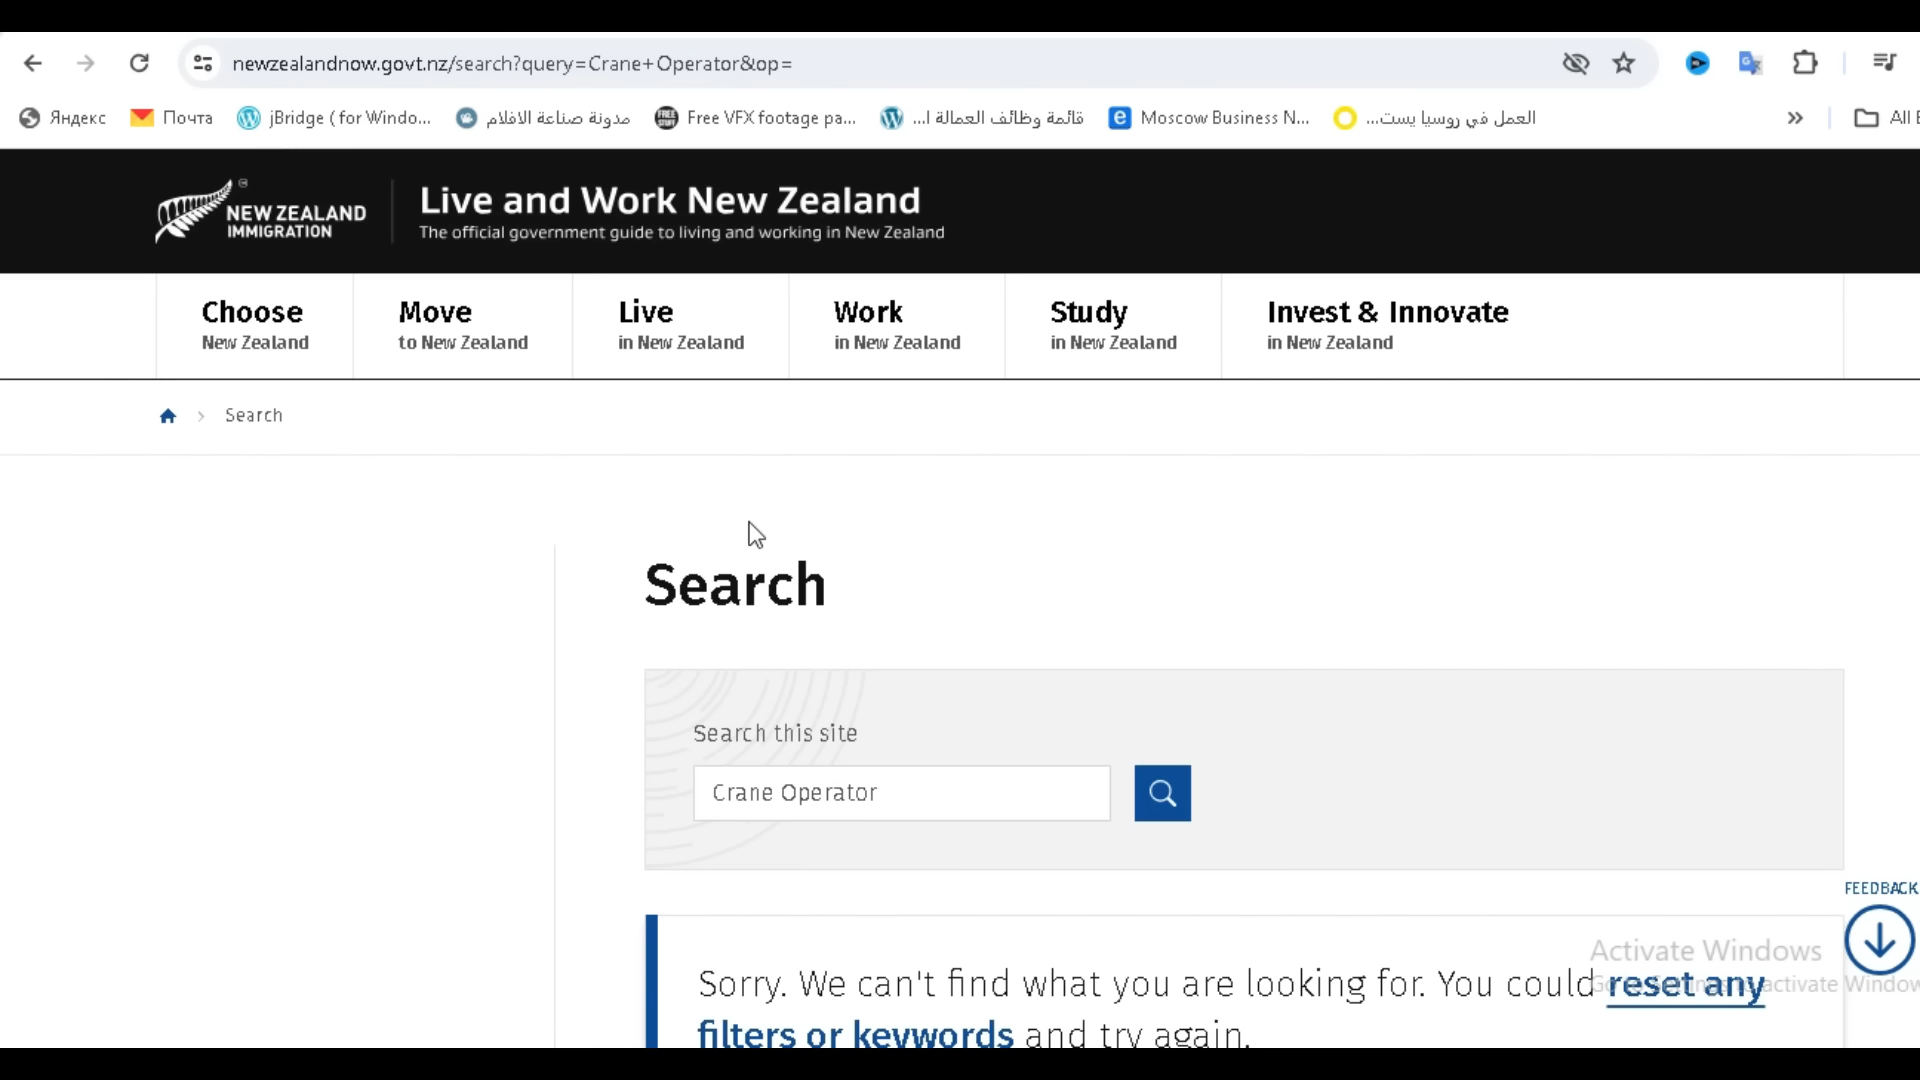 newzealandnow.govt.nz/search?query=Crane+Operator&op=
Яндекс
Почта
jBridge ( for Windo...
مدونة صناعة الافلام
Free VFX footage pa...
قائمة وظائف العمالة ا...
Moscow Business N...
العمل في روسيا يست...
All
NEW ZEALAND
IMMIGRATION
Live and Work New Zealand
The official government guide to living and working in New Zealand
Choose
New Zealand
Move
to New Zealand
Live
in New Zealand
Work
in New Zealand
Study
in New Zealand
Invest & Innovate
in New Zealand
Search
Search
Search this site
Crane Operator
FEEDBACK
Sorry. We can't find what you are looking for. You could reset any
filters or keywords and try again.
Activate Windows
Go to Settings to activate Window